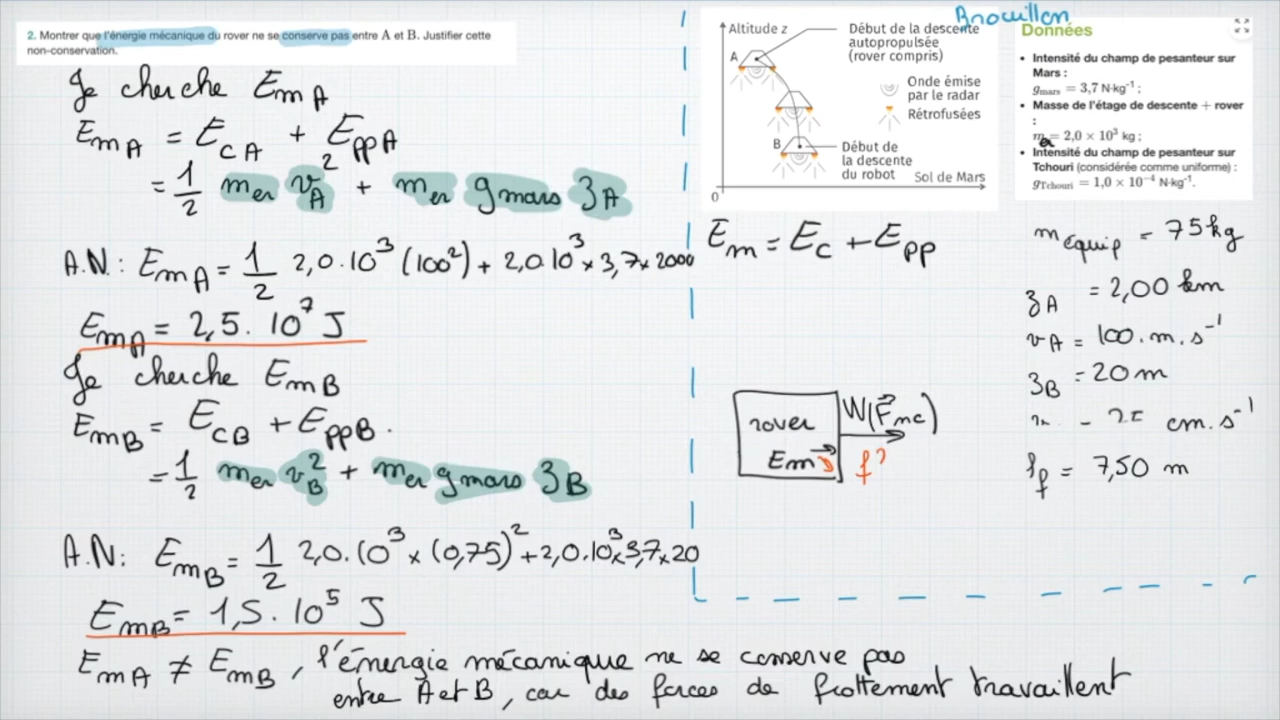 2. Montrer que l'énergie mécanique du rover ne se conserve pas entre A et B. Justifier cette
non-conservation.
Je cherche EmA
EmA = EcA + EppA
= 1/2 mer vA² + mer gmars zA
A.N: EmA = 1/2 2,0.10³ (100²) + 2,0.10³ x 3,7 x 2000
EmA = 2,5. 10⁷ J
Je cherche EmB
EmB = EcB + EppB.
= 1/2 mer vB² + mer gmars zB
A.N: EmB = 1/2 2,0.10³ x (0,75)² + 2,0.10³ x 3,7 x 20
EmB = 1,5. 10⁵ J
EmA ≠ EmB, l'énergie mécanique ne se conserve pas
entre A et B, car des forces de frottement travaillent
Brouillon
Altitude z
Début de la descente
autopropulsée
(rover compris)
A
Onde émise
par le radar
Rétrofusées
B
Début de
la descente
du robot
Sol de Mars
0
Em = Ec + Epp
rover
Em
W(Fmc)
f?
Données
• Intensité du champ de pesanteur sur
Mars :
gmars = 3,7 N·kg⁻¹ ;
• Masse de l'étage de descente + rover
:
mer = 2,0 × 10³ kg ;
• Intensité du champ de pesanteur sur
Tchouri (considérée comme uniforme) :
gTchouri = 1,0 × 10⁻⁴ N·kg⁻¹.
mequip = 75kg
zA = 2,00 km
vA = 100.m.s⁻¹
zB = 20 m
cm.s⁻¹
lf = 7,50 m